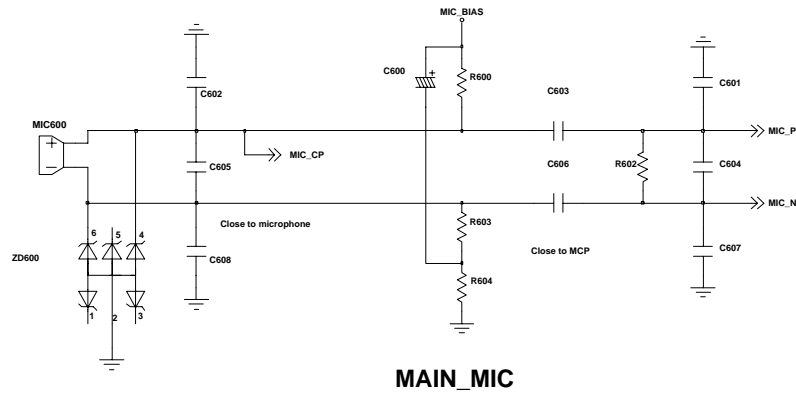 MIC_BIAS
C600
+
R600
C603
C602
C601
MIC600
+
−
MIC_CP
MIC_P
C605
C606
R602
C604
MIC_N
Close to microphone
R603
Close to MCP
C607
6
5
4
ZD600
C608
R604
1
2
3
MAIN_MIC